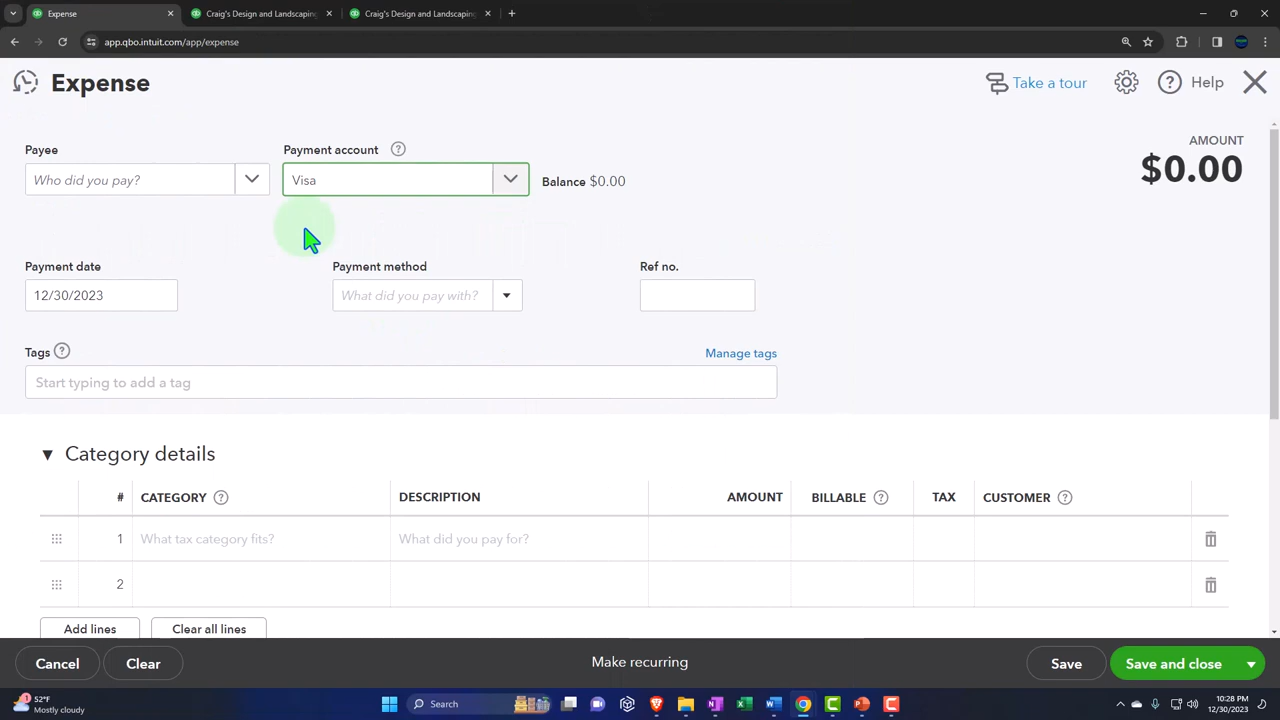 Expense
Craig's Design and Landscaping
Craig's Design and Landscaping
app.qbo.intuit.com/app/expense
Expense
Take a tour
Help
Payee
Payment account
AMOUNT
Who did you pay?
Visa
Balance $0.00
$0.00
Payment date
Payment method
Ref no.
12/30/2023
What did you pay with?
Tags
Manage tags
Start typing to add a tag
Category details
# CATEGORY DESCRIPTION AMOUNT BILLABLE TAX CUSTOMER
1 What tax category fits? What did you pay for?
2
Add lines
Clear all lines
Cancel
Clear
Make recurring
Save
Save and close
1
52°F
Mostly cloudy
Search
10:28 PM
12/30/2023